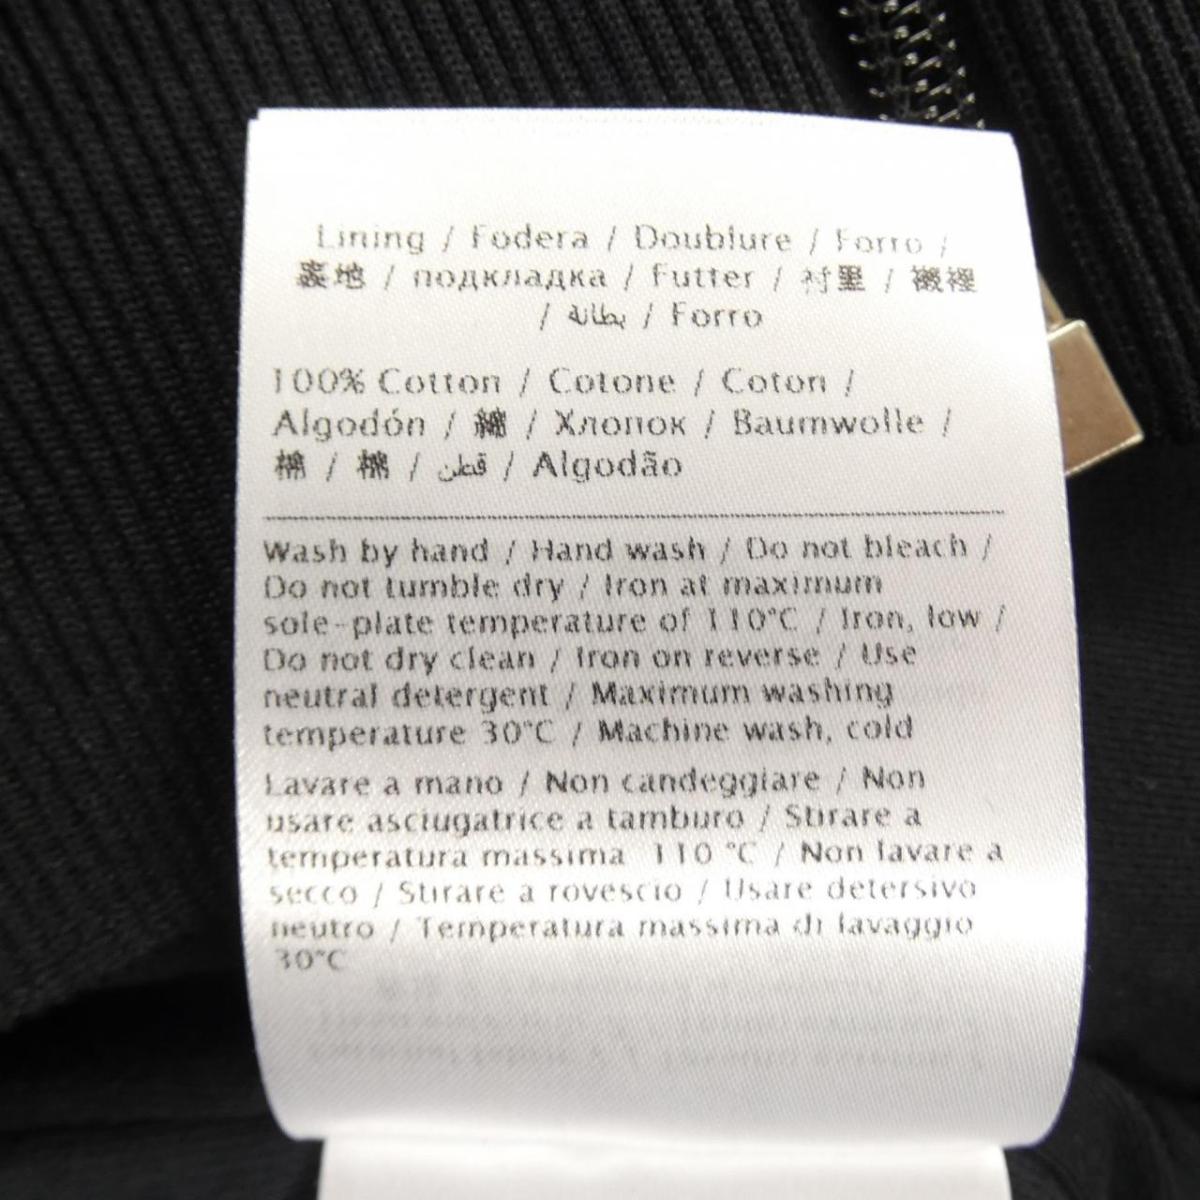 Lining / Fodera / Doublure / Forro /
裏地 / подкладка / Futter / 衬里 / 襯裡
/ بطانة / Forro
100% Cotton / Cotone / Coton /
Algodón / 綿 / Хлопок / Baumwolle /
棉 / 棉 / قطن / Algodão
Wash by hand / Hand wash / Do not bleach /
Do not tumble dry / Iron at maximum
sole-plate temperature of 110°C / Iron, low /
Do not dry clean / Iron on reverse / Use
neutral detergent / Maximum washing
temperature 30°C / Machine wash, cold
Lavare a mano / Non candeggiare / Non
usare asciugatrice a tamburo / Stirare a
temperatura massima 110 °C / Non lavare a
secco / Stirare a rovescio / Usare detersivo
neutro / Temperatura massima di lavaggio
30°C